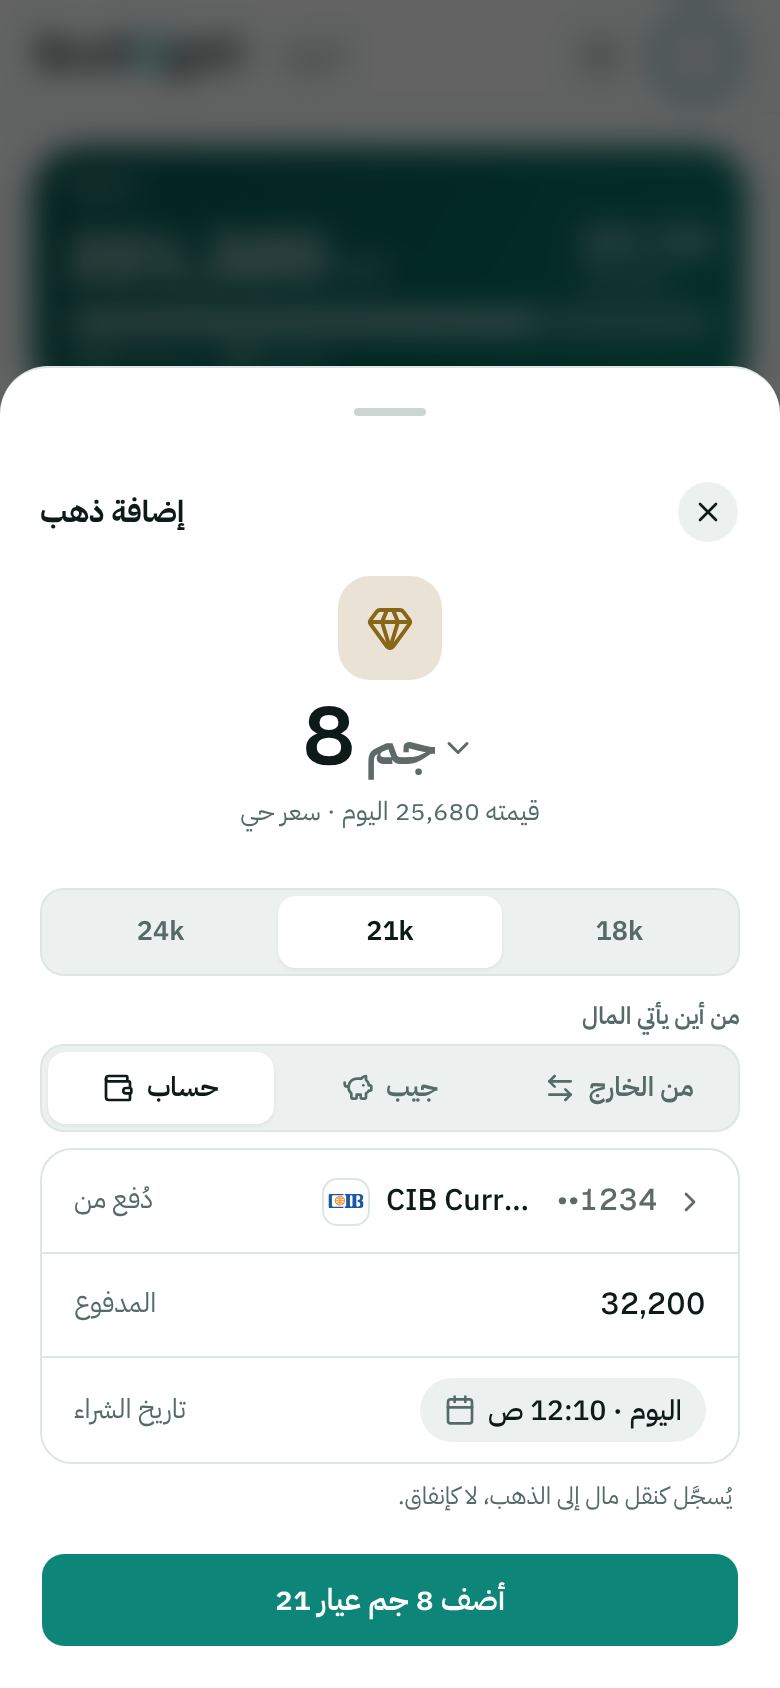 إضافة ذهب
8 جم
قيمته 25,680 اليوم · سعر حي
24k 21k 18k
من أين يأتي المال
حساب جيب من الخارج
دُفع من CIB CIB Curr... ••1234
المدفوع 32,200
تاريخ الشراء اليوم · 12:10 ص
يُسجَّل كنقل مال إلى الذهب، لا كإنفاق.
أضف 8 جم عيار 21